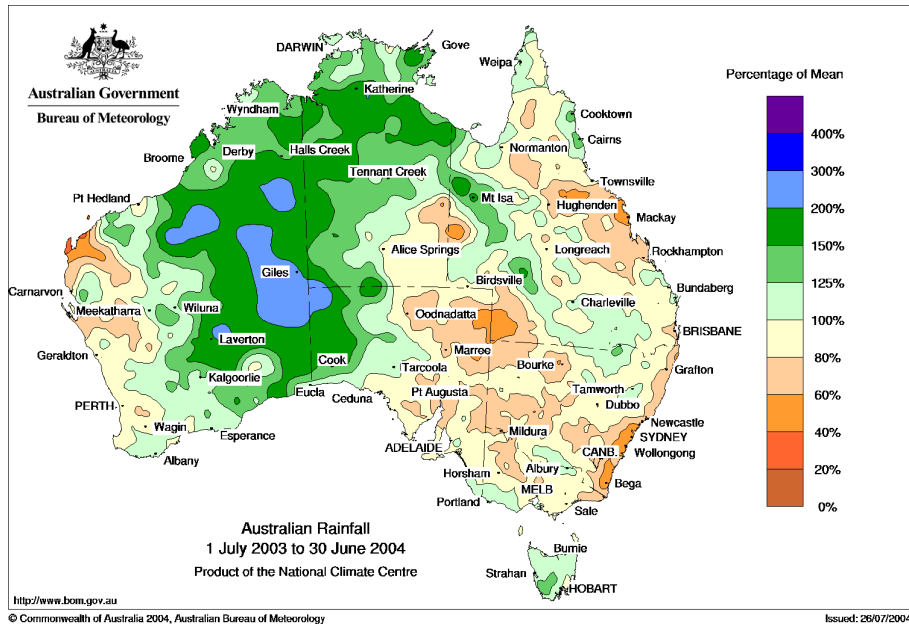 Australian Government
Bureau of Meteorology
DARWIN
Gove
Weipa
Katherine
Wyndham
Cooktown
Cairns
Broome
Derby
Halls Creek
Normanton
Tennant Creek
Townsville
Pt Hedland
Mt Isa
Hughenden
Mackay
Alice Springs
Longreach
Rockhampton
Giles
Birdsville
Carnarvon
Bundaberg
Meekatharra
Wiluna
Oodnadatta
Charleville
BRISBANE
Laverton
Geraldton
Marree
Cook
Tarcoola
Bourke
Grafton
Kalgoorlie
Eucla
Ceduna
Pt Augusta
Tamworth
Dubbo
PERTH
Newcastle
Wagin
Esperance
Mildura
SYDNEY
ADELAIDE
CANB.
Wollongong
Albany
Horsham
Albury
Bega
MELB
Portland
Sale
Burnie
Strahan
HOBART
Percentage of Mean
400%
300%
200%
150%
125%
100%
80%
60%
40%
20%
0%
Australian Rainfall
1 July 2003 to 30 June 2004
Product of the National Climate Centre
http://www.bom.gov.au
© Commonwealth of Australia 2004, Australian Bureau of Meteorology
Issued: 26/07/2004